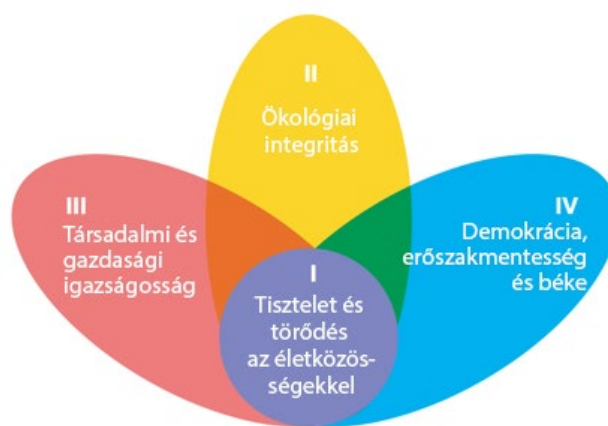 II
Ökológiai
integritás
III
Társadalmi és
gazdasági
igazságosság
IV
Demokrácia,
erőszakmentesség
és béke
I
Tisztelet és
törődés
az életközös-
ségekkel